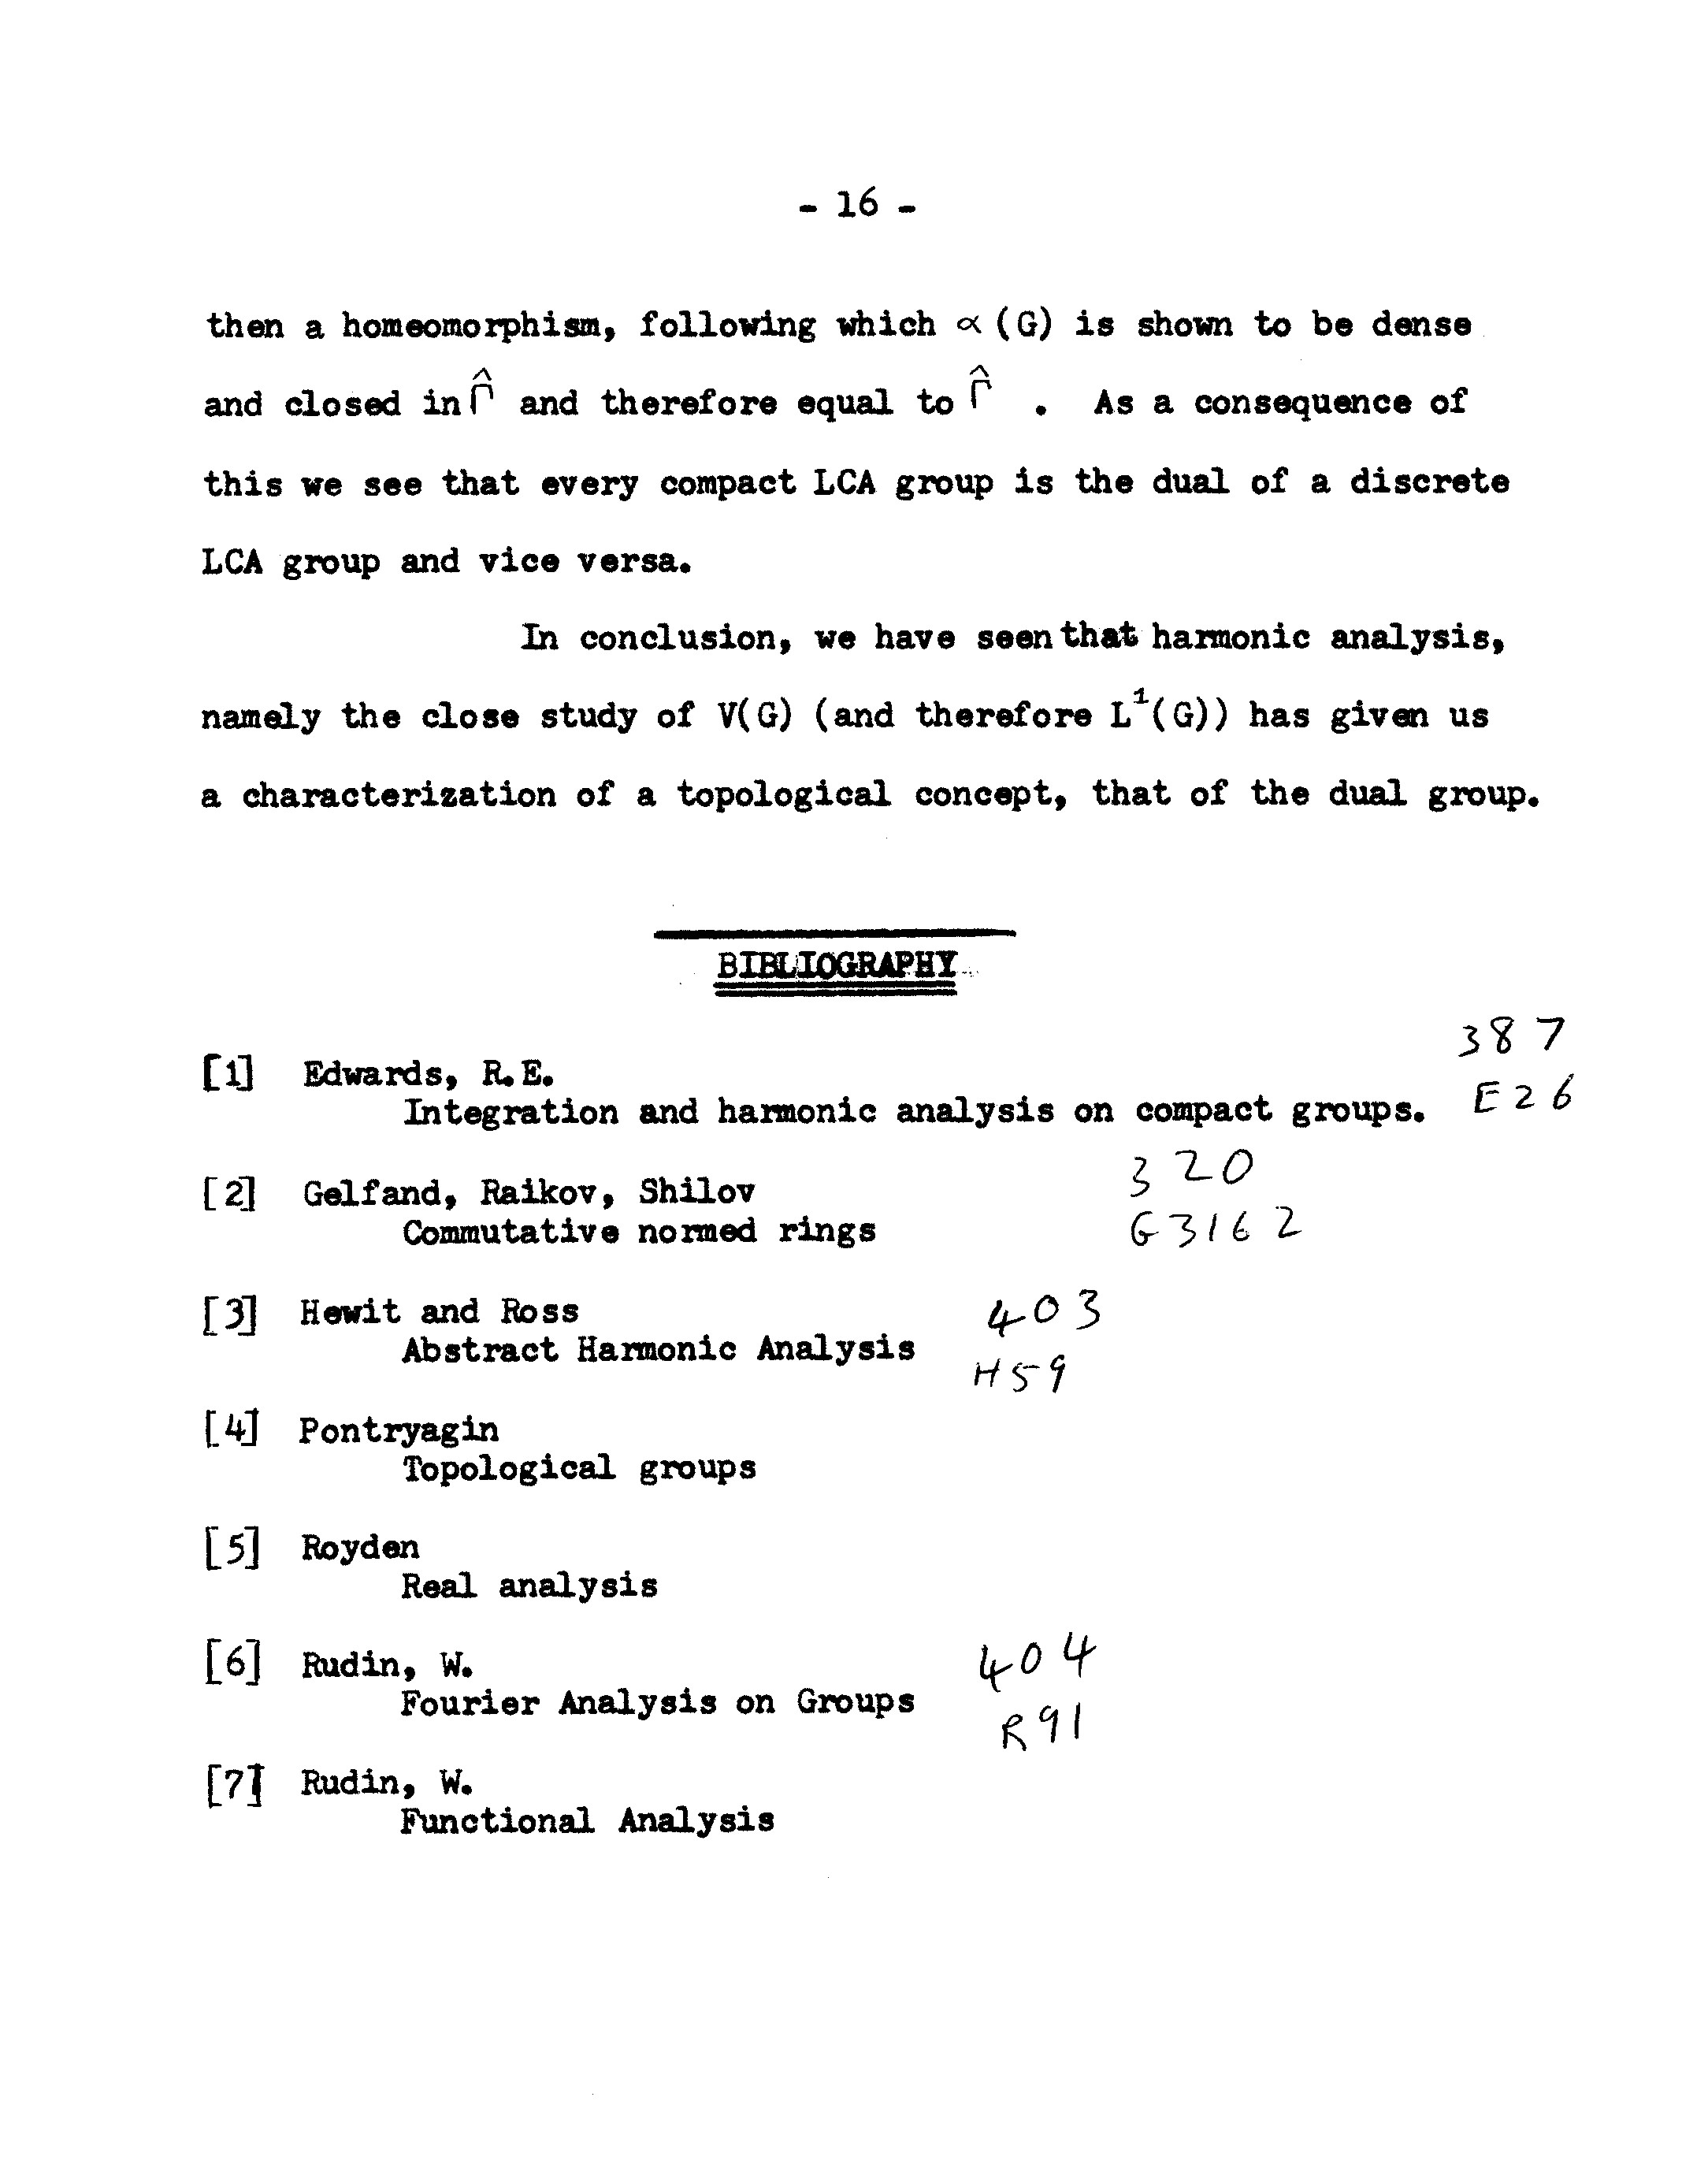 - 16 -
then a homeomorphism, following which α (G) is shown to be dense
and closed in Γ̂ and therefore equal to Γ̂ . As a consequence of
this we see that every compact LCA group is the dual of a discrete
LCA group and vice versa.
In conclusion, we have seen that harmonic analysis,
namely the close study of V(G) (and therefore L¹(G)) has given us
a characterization of a topological concept, that of the dual group.
BIBLIOGRAPHY
387
[1] Edwards, R.E.
Integration and harmonic analysis on compact groups. E26
320
[2] Gelfand, Raikov, Shilov
Commutative normed rings G3162
[3] Hewit and Ross 403
Abstract Harmonic Analysis H59
[4] Pontryagin
Topological groups
[5] Royden
Real analysis
[6] Rudin, W. 404
Fourier Analysis on Groups R91
[7] Rudin, W.
Functional Analysis